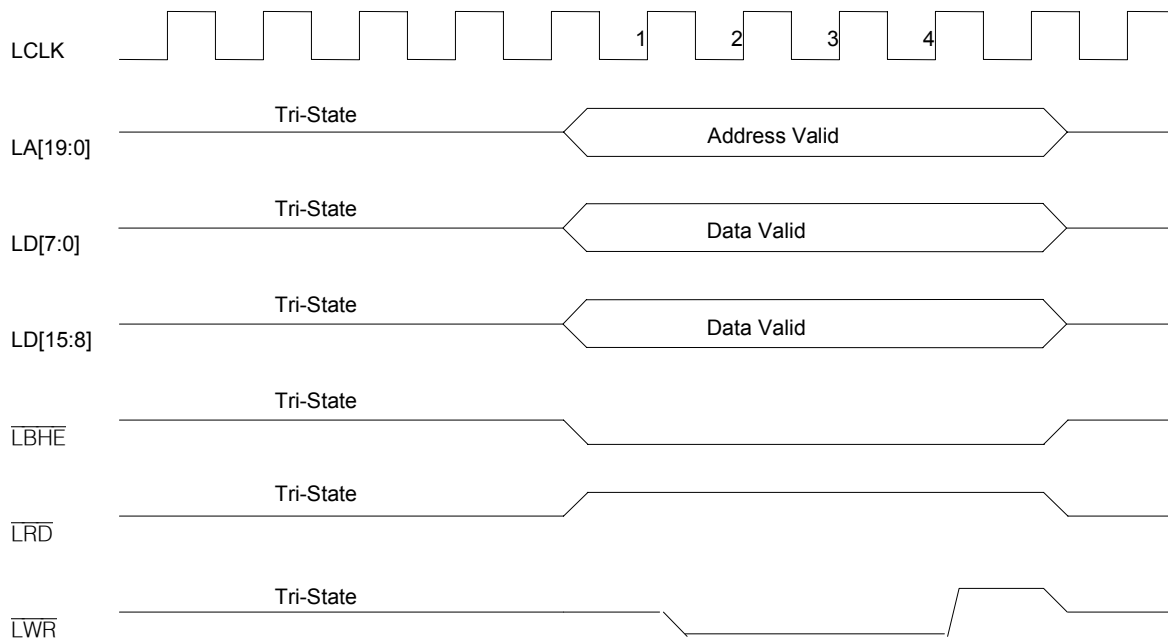 LCLK
1 2 3 4
Tri-State
LA[19:0]
Address Valid
Tri-State
LD[7:0]
Data Valid
Tri-State
LD[15:8]
Data Valid
Tri-State
LBHE
Tri-State
LRD
Tri-State
LWR